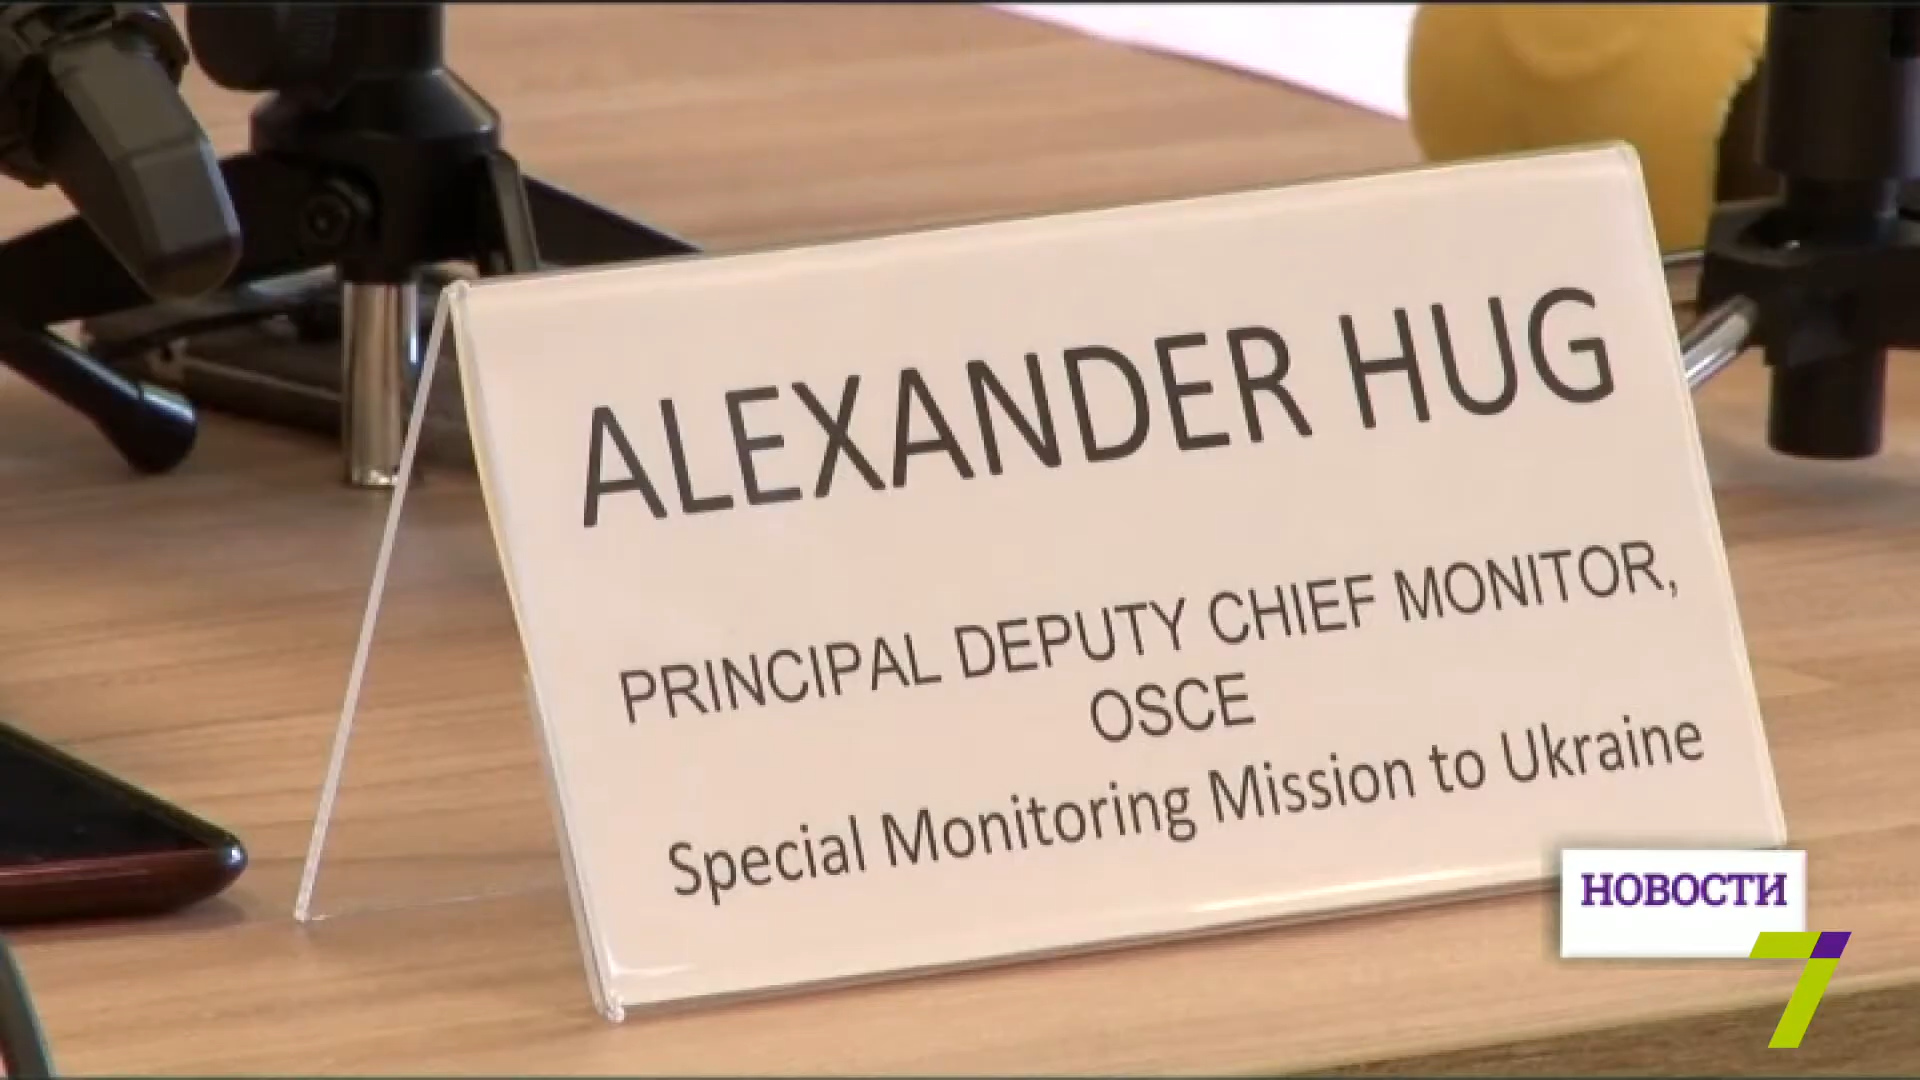 ALEXANDER HUG
PRINCIPAL DEPUTY CHIEF MONITOR,
OSCE
Special Monitoring Mission to Ukraine
НОВОСТИ
7